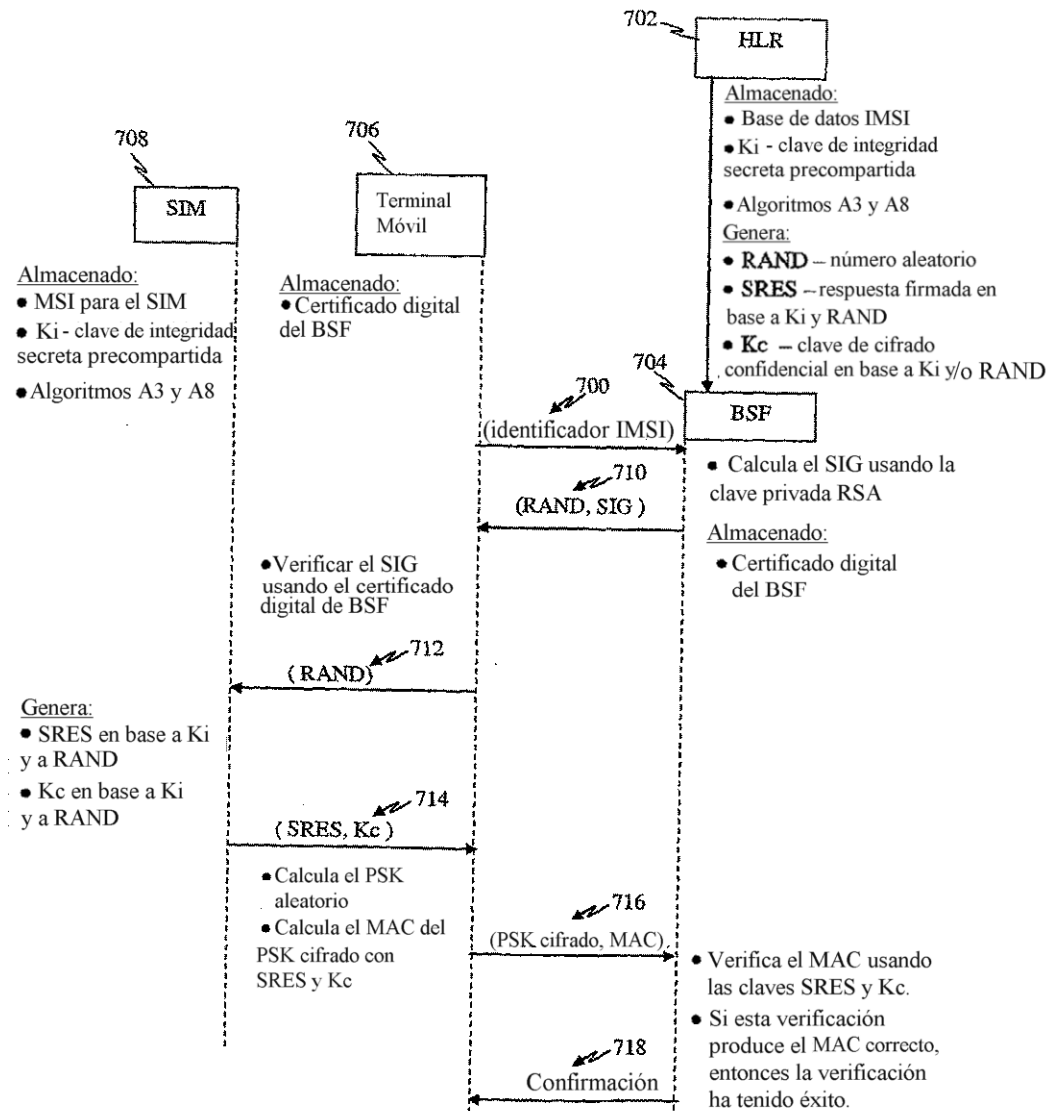 702
HLR
Almacenado:
● Base de datos IMSI
● Ki - clave de integridad
secreta precompartida
● Algoritmos A3 y A8
Genera:
● RAND – número aleatorio
● SRES – respuesta firmada en
base a Ki y RAND
● Kc – clave de cifrado
confidencial en base a Ki y/o RAND
708
SIM
Almacenado:
● MSI para el SIM
● Ki - clave de integridad
secreta precompartida
● Algoritmos A3 y A8
706
Terminal
Móvil
Almacenado:
● Certificado digital
del BSF
704
BSF
700
(identificador IMSI)
● Calcula el SIG usando la
clave privada RSA
710
(RAND, SIG )
Almacenado:
● Certificado digital
del BSF
● Verificar el SIG
usando el certificado
digital de BSF
712
( RAND)
Genera:
● SRES en base a Ki
y a RAND
● Kc en base a Ki
y a RAND
714
( SRES, Kc )
● Calcula el PSK
aleatorio
● Calcula el MAC del
PSK cifrado con
SRES y Kc
716
(PSK cifrado, MAC)
● Verifica el MAC usando
las claves SRES y Kc.
● Si esta verificación
produce el MAC correcto,
entonces la verificación
ha tenido éxito.
718
Confirmación